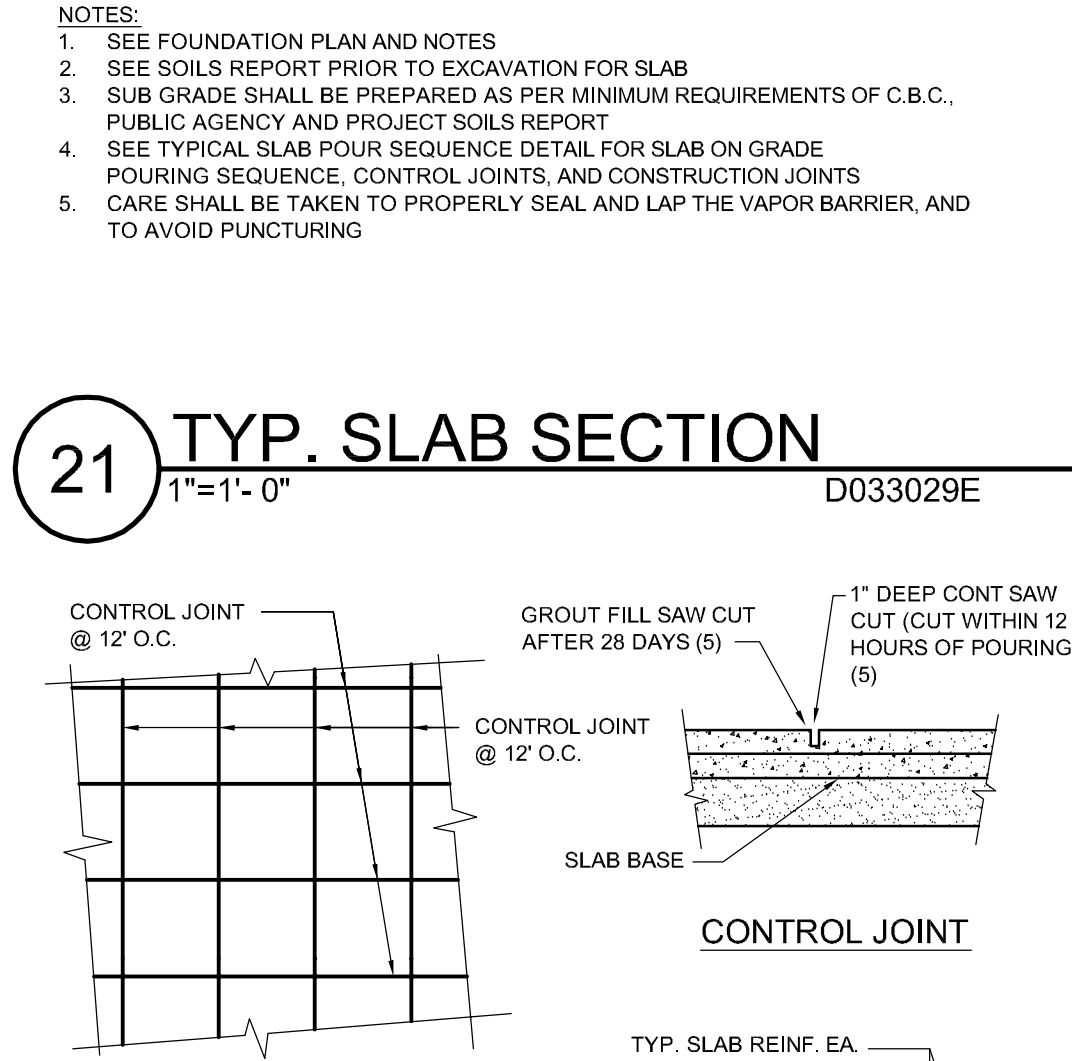 NOTES:
1. SEE FOUNDATION PLAN AND NOTES
2. SEE SOILS REPORT PRIOR TO EXCAVATION FOR SLAB
3. SUB GRADE SHALL BE PREPARED AS PER MINIMUM REQUIREMENTS OF C.B.C.,
PUBLIC AGENCY AND PROJECT SOILS REPORT
4. SEE TYPICAL SLAB POUR SEQUENCE DETAIL FOR SLAB ON GRADE
POURING SEQUENCE, CONTROL JOINTS, AND CONSTRUCTION JOINTS
5. CARE SHALL BE TAKEN TO PROPERLY SEAL AND LAP THE VAPOR BARRIER, AND
TO AVOID PUNCTURING
21
TYP. SLAB SECTION
1"=1'- 0"
D033029E
CONTROL JOINT
@ 12' O.C.
CONTROL JOINT
@ 12' O.C.
GROUT FILL SAW CUT
AFTER 28 DAYS (5)
1" DEEP CONT SAW
CUT (CUT WITHIN 12
HOURS OF POURING
(5)
SLAB BASE
CONTROL JOINT
TYP. SLAB REINF. EA.